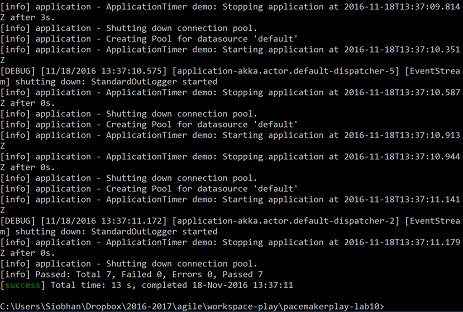 [info] application - ApplicationTimer demo: Stopping application at 2016-11-18T13:37:09.814
Z after 3s.
[info] application - Shutting down connection pool.
[info] application - Creating Pool for datasource 'default'
[info] application - ApplicationTimer demo: Starting application at 2016-11-18T13:37:10.351
Z
[DEBUG] [11/18/2016 13:37:10.575] [application-akka.actor.default-dispatcher-5] [EventStrea
m] shutting down: StandardOutLogger started
[info] application - ApplicationTimer demo: Stopping application at 2016-11-18T13:37:10.587
Z after 0s.
[info] application - Shutting down connection pool.
[info] application - Creating Pool for datasource 'default'
[info] application - ApplicationTimer demo: Starting application at 2016-11-18T13:37:10.913
Z
[info] application - ApplicationTimer demo: Stopping application at 2016-11-18T13:37:10.944
Z after 0s.
[info] application - Shutting down connection pool.
[info] application - Creating Pool for datasource 'default'
[info] application - ApplicationTimer demo: Starting application at 2016-11-18T13:37:11.141
Z
[DEBUG] [11/18/2016 13:37:11.172] [application-akka.actor.default-dispatcher-2] [EventStrea
m] shutting down: StandardOutLogger started
[info] application - ApplicationTimer demo: Stopping application at 2016-11-18T13:37:11.179
Z after 0s.
[info] application - Shutting down connection pool.
[info] Passed: Total 7, Failed 0, Errors 0, Passed 7
[success] Total time: 13 s, completed 18-Nov-2016 13:37:11
C:\Users\Siobhan\Dropbox\2016-2017\agile\workspace-play\pacemakerplay-lab10>